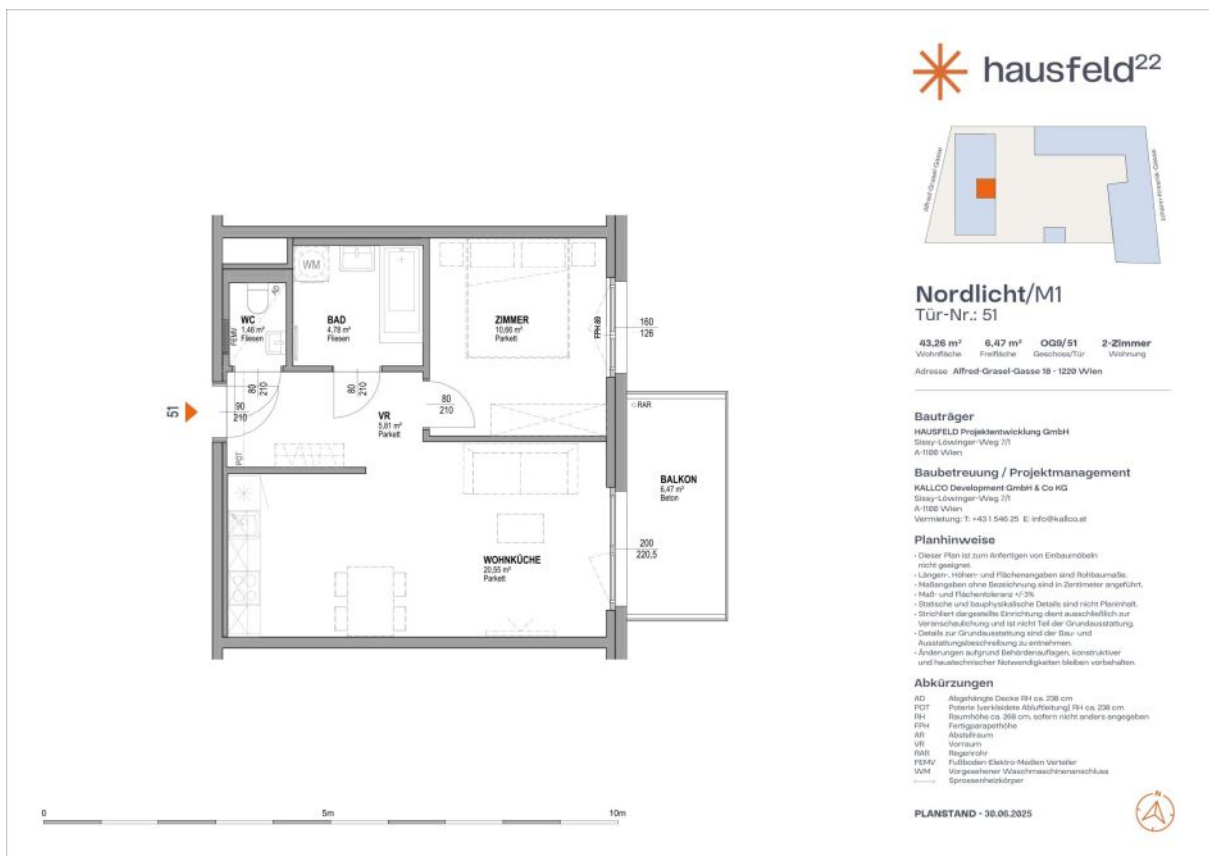 hausfeld22
Alfred-Grasel-Gasse
Nordlicht/M1
Tür-Nr.: 51
43,26 m² 6,47 m² OG9/51 2-Zimmer
Wohnfläche Freifläche Geschoss/Tür Wohnung
Adresse Alfred-Grasel-Gasse 18 - 1220 Wien
Bauträger
HAUSFELD Projektentwicklung GmbH
Sissy-Löwinger-Weg 7/1
A-1100 Wien
Baubetreuung / Projektmanagement
KALLCO Development GmbH & Co KG
Sissy-Löwinger-Weg 7/1
A-1100 Wien
Vermietung: T: +43 1 546 25 E: info@kallco.at
Planhinweise
- Dieser Plan ist zum Anfertigen von Einbaumöbeln
nicht geeignet.
- Längen-, Höhen- und Flächenangaben sind Rohbaumaße.
- Maßangaben ohne Bezeichnung sind in Zentimeter angeführt.
- Maß- und Flächentoleranz +/-3%
- Statische und bauphysikalische Details sind nicht Planinhalt.
- Strichliert dargestellte Einrichtung dient ausschließlich zur
Veranschaulichung und ist nicht Teil der Grundausstattung.
- Details zur Grundausstattung sind der Bau- und
Ausstattungsbeschreibung zu entnehmen.
- Änderungen aufgrund Behördenauflagen, konstruktiver
und haustechnischer Notwendigkeiten bleiben vorbehalten.
Abkürzungen
AD Abgehängte Decke RH ca. 238 cm
POT Poterie (verkleidete Abluftleitung) RH ca. 238 cm
RH Raumhöhe ca. 268 cm, sofern nicht anders angegeben
FPH Fertigparapethöhe
AR Abstellraum
VR Vorraum
RAR Regenrohr
FEMV Fußboden-Elektro-Medien Verteiler
WM Vorgesehener Waschmaschinenanschluss
Sprossenheizkörper
PLANSTAND - 30.06.2025
N
WM
AD
WC
1,46 m²
Fliesen
FEMV
BAD
4,78 m²
Fliesen
ZIMMER
10,66 m²
Parkett
FPH 89
160
126
80
210
80
210
80
210
90
210
51
VR
5,81 m²
Parkett
POT
RAR
BALKON
6,47 m²
Beton
WOHNKÜCHE
20,55 m²
Parkett
200
220,5
0 5m 10m